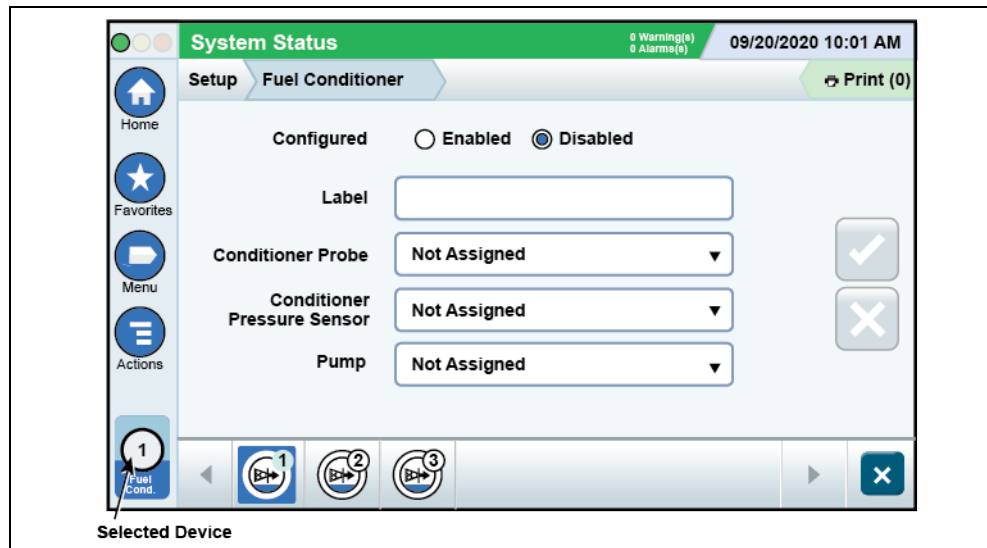 System Status
0 Warning(s)
0 Alarms(s)
09/20/2020 10:01 AM
Setup
Fuel Conditioner
Print (0)
Home
Favorites
Menu
Actions
Configured
Enabled
Disabled
Label
Conditioner Probe
Not Assigned
Conditioner
Pressure Sensor
Not Assigned
Pump
Not Assigned
1
Fuel
Cond.
1
2
3
Selected Device